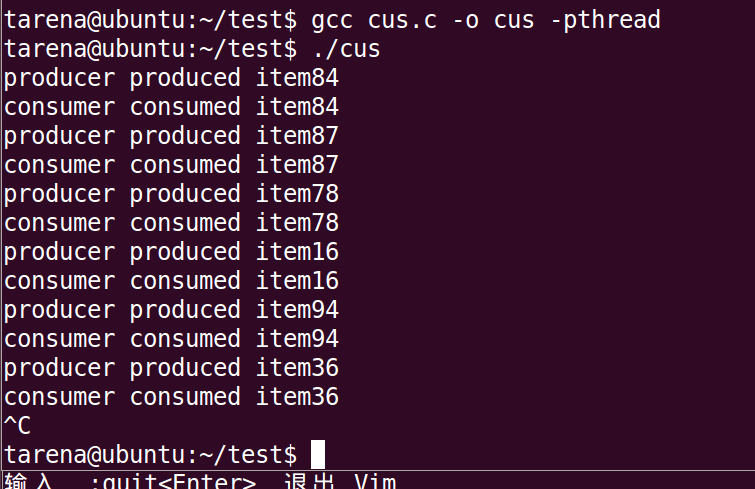 tarena@ubuntu:~/test$ gcc cus.c -o cus -pthread
tarena@ubuntu:~/test$ ./cus
producer produced item84
consumer consumed item84
producer produced item87
consumer consumed item87
producer produced item78
consumer consumed item78
producer produced item16
consumer consumed item16
producer produced item94
consumer consumed item94
producer produced item36
consumer consumed item36
^C
tarena@ubuntu:~/test$
输入 :quit<Enter> 退出 Vim